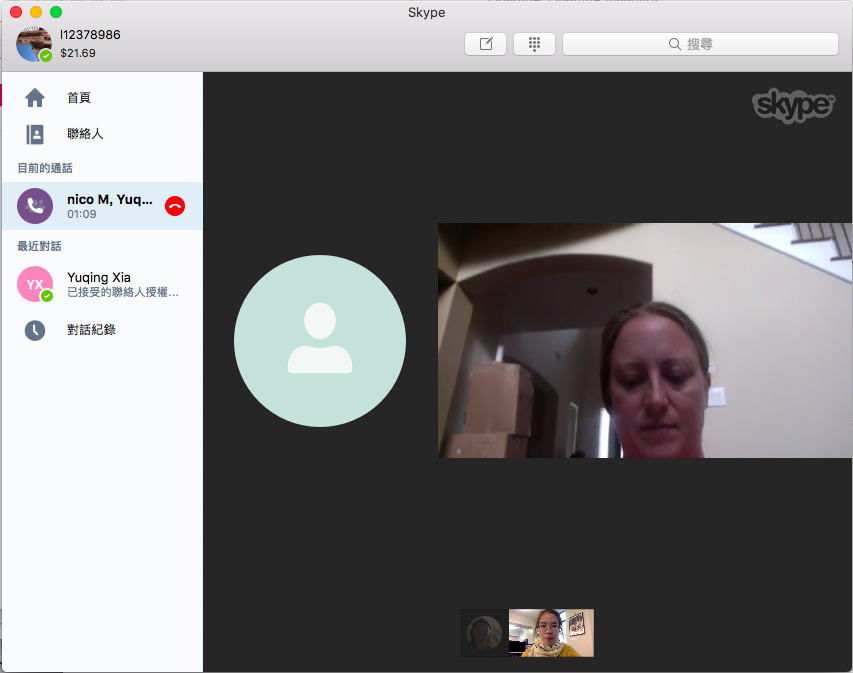 Skype
l12378986
$21.69
搜尋
首頁
聯絡人
目前的通話
nico M, Yuq...
01:09
最近對話
YX
Yuqing Xia
已接受的聯絡人授權...
對話紀錄
skype™